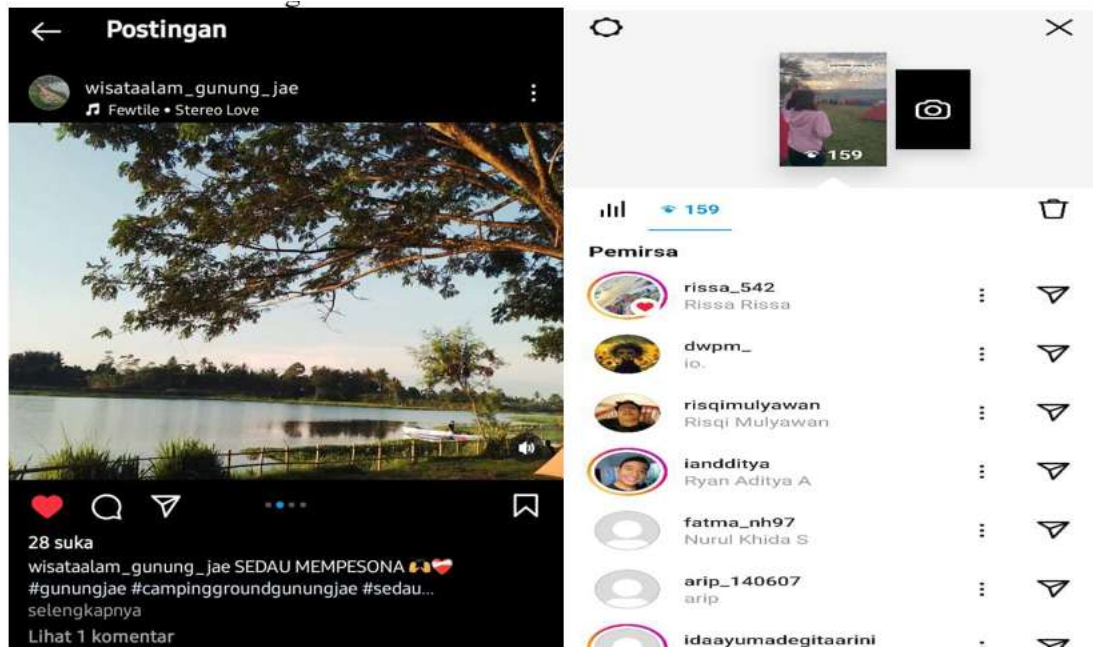 Postingan
wisataalam_gunung_jae
Fewtile • Stereo Love
28 suka
wisataalam_gunung_jae SEDAU MEMPESONA 🙌❤️‍🩹
#gunungjae #campinggroundgunungjae #sedau...
selengkapnya
Lihat 1 komentar
159
159
Pemirsa
rissa_542
Rissa Rissa
dwpm_
io.
risqimulyawan
Risqi Mulyawan
iandditya
Ryan Aditya A
fatma_nh97
Nurul Khida S
arip_140607
arip
idaayumadegitaarini